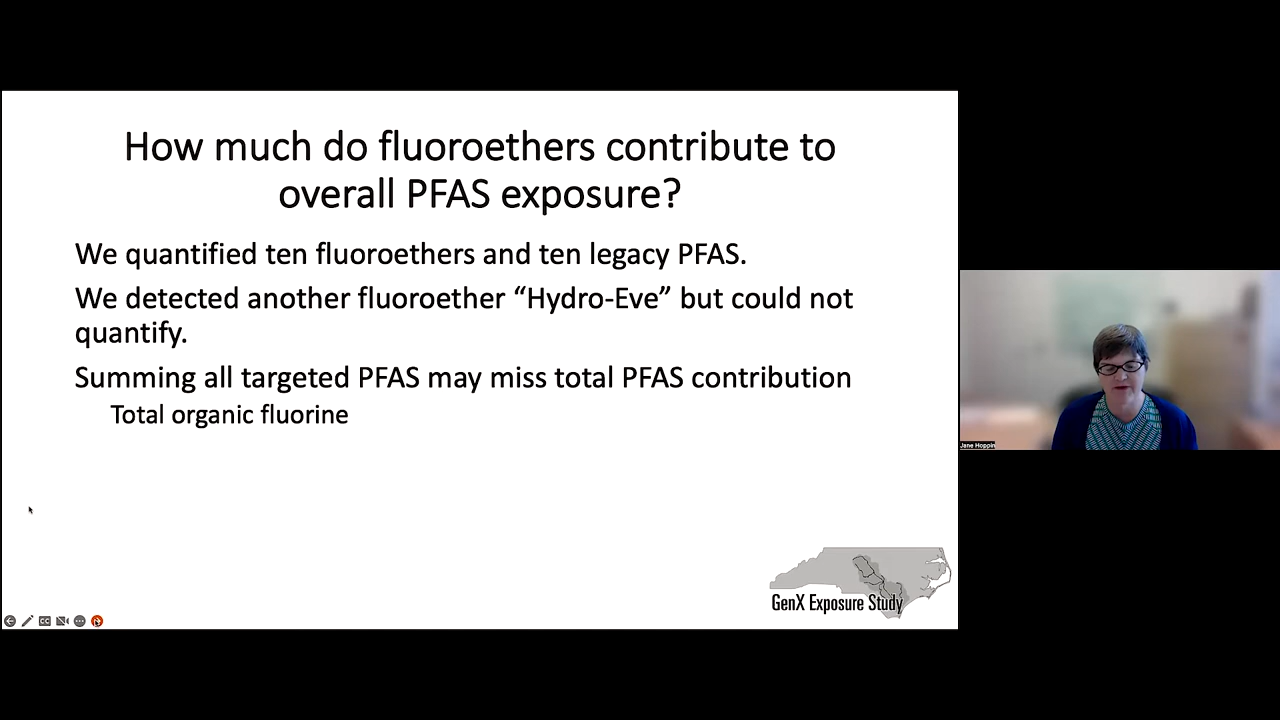 How much do fluoroethers contribute to
overall PFAS exposure?
We quantified ten fluoroethers and ten legacy PFAS.
We detected another fluoroether “Hydro-Eve” but could not
quantify.
Summing all targeted PFAS may miss total PFAS contribution
Total organic fluorine
GenX Exposure Study
CC
Jane Hoppin